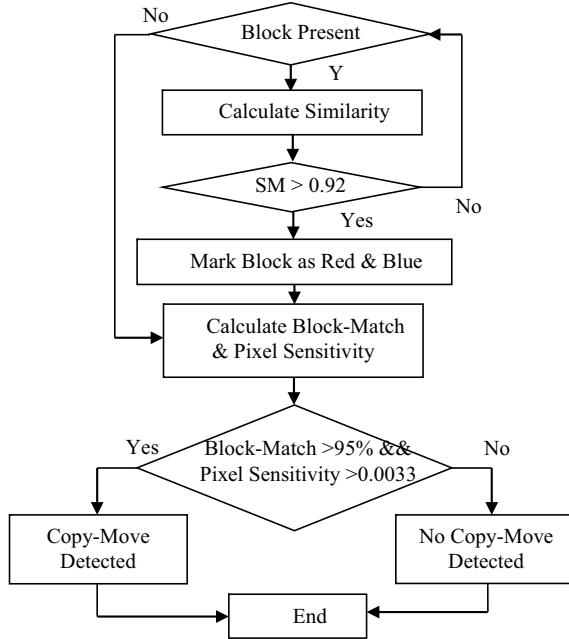 No
Block Present
Y
Calculate Similarity
SM > 0.92
No
Yes
Mark Block as Red & Blue
Calculate Block-Match
& Pixel Sensitivity
Yes
Block-Match >95% &&
No
Pixel Sensitivity >0.0033
Copy-Move
Detected
No Copy-Move
Detected
End